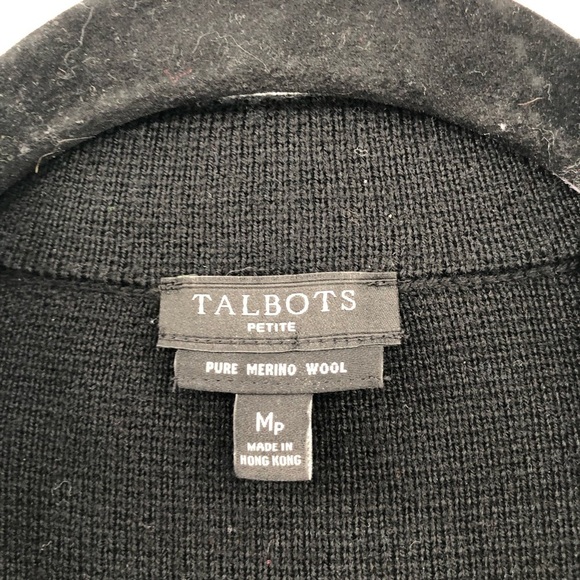 TALBOTS
PETITE
PURE MERINO WOOL
MP
MADE IN
HONG KONG